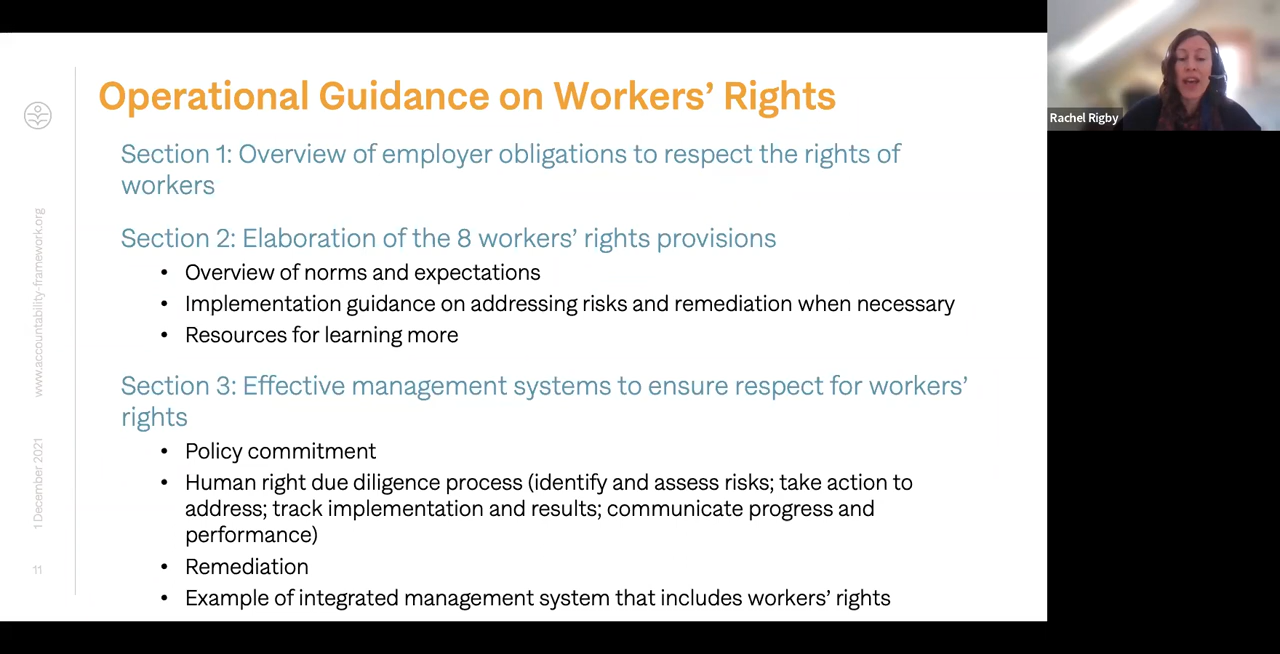 Operational Guidance on Workers’ Rights
Section 1: Overview of employer obligations to respect the rights of
workers
Section 2: Elaboration of the 8 workers’ rights provisions
• Overview of norms and expectations
• Implementation guidance on addressing risks and remediation when necessary
• Resources for learning more
Section 3: Effective management systems to ensure respect for workers’
rights
• Policy commitment
• Human right due diligence process (identify and assess risks; take action to
address; track implementation and results; communicate progress and
performance)
• Remediation
• Example of integrated management system that includes workers’ rights
www.accountability-framework.org
1 December 2021
11
Rachel Rigby